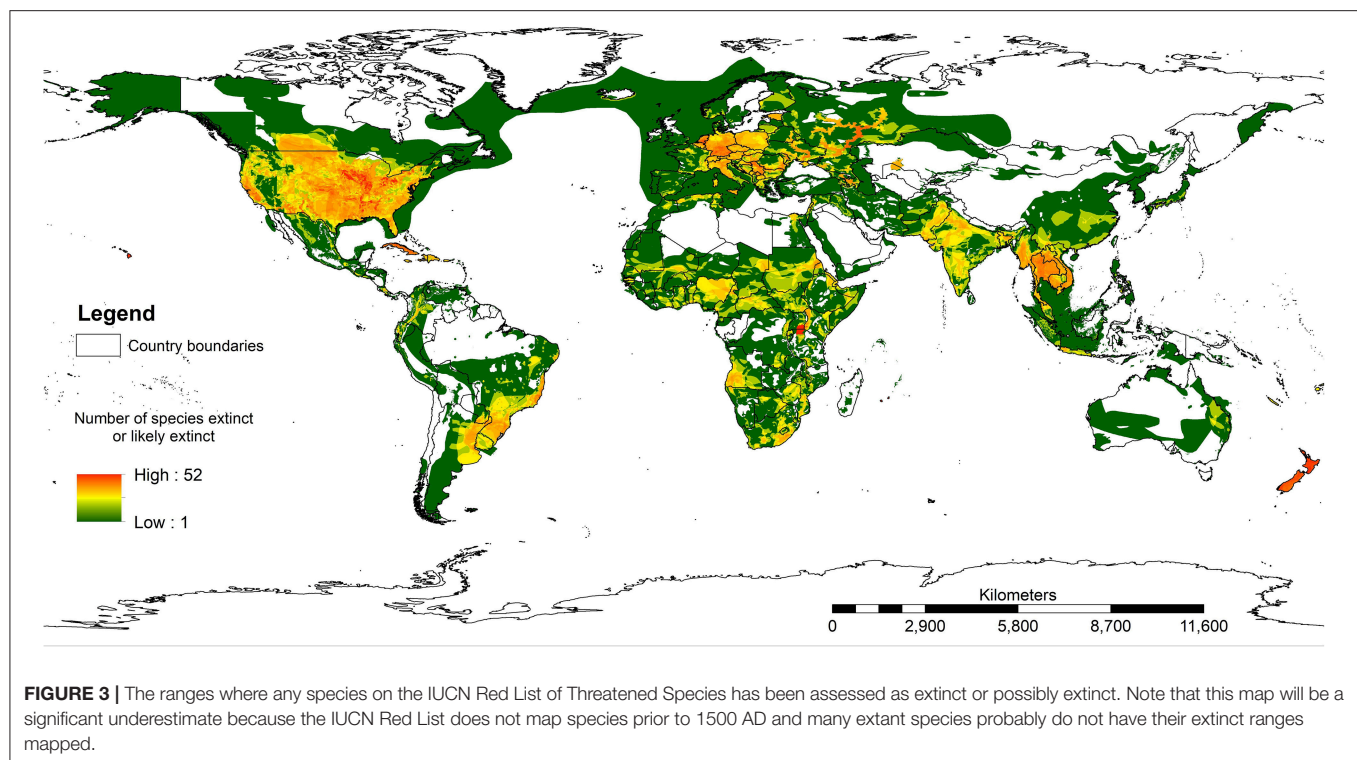 Legend
Country boundaries
Number of species extinct
or likely extinct
High : 52
Low : 1
Kilometers
0 2,900 5,800 8,700 11,600
FIGURE 3 | The ranges where any species on the IUCN Red List of Threatened Species has been assessed as extinct or possibly extinct. Note that this map will be a
significant underestimate because the IUCN Red List does not map species prior to 1500 AD and many extant species probably do not have their extinct ranges
mapped.